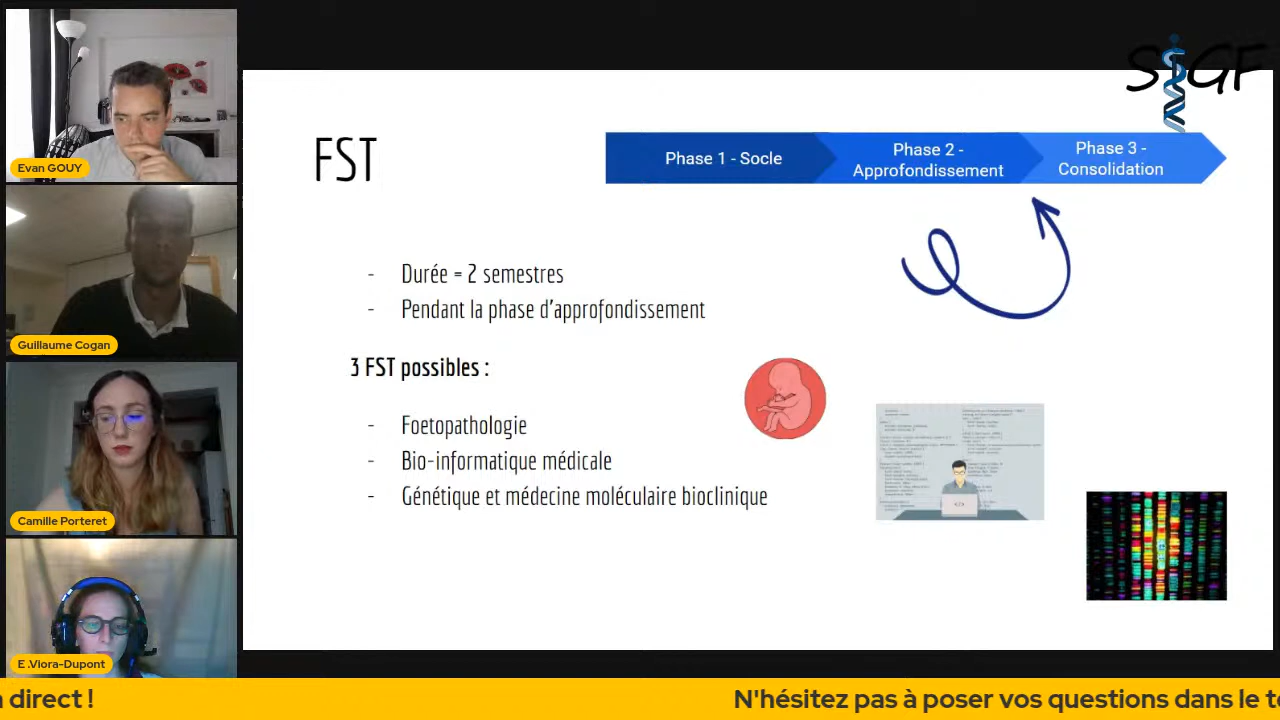 Evan GOUY
Guillaume Cogan
Camille Porteret
E .Viora-Dupont
SIGF
FST
Phase 1 - Socle
Phase 2 -
Approfondissement
Phase 3 -
Consolidation
- Durée = 2 semestres
- Pendant la phase d'approfondissement
3 FST possibles :
- Foetopathologie
- Bio-informatique médicale
- Génétique et médecine moléculaire bioclinique
direct !
N'hésitez pas à poser vos questions dans le